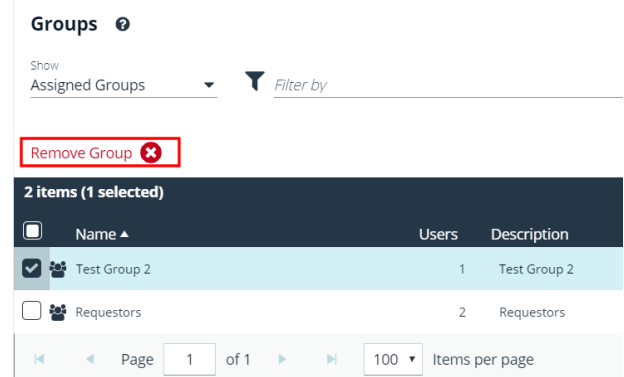 Groups ?
Show
Assigned Groups
Filter by
Remove Group
2 items (1 selected)
Name Users Description
Test Group 2 1 Test Group 2
Requestors 2 Requestors
Page 1 of 1 100 Items per page